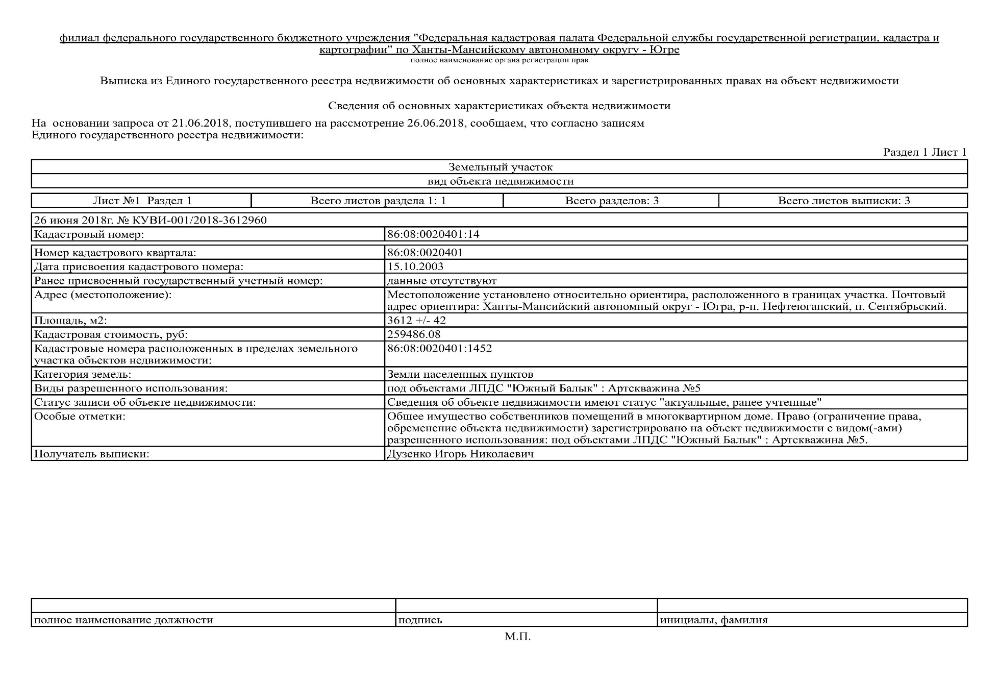 филиал федерального государственного бюджетного учреждения "Федеральная кадастровая палата Федеральной службы государственной регистрации, кадастра и
картографии" по Ханты-Мансийскому автономному округу - Югре
полное наименование органа регистрации прав
Выписка из Единого государственного реестра недвижимости об основных характеристиках и зарегистрированных правах на объект недвижимости
Сведения об основных характеристиках объекта недвижимости
На  основании запроса от 21.06.2018, поступившего на рассмотрение 26.06.2018, сообщаем, что согласно записям
Единого государственного реестра недвижимости:
Раздел 1 Лист 1
Земельный участок
вид объекта недвижимости
Лист №1  Раздел 1 Всего листов раздела 1: 1 Всего разделов: 3 Всего листов выписки: 3
26 июня 2018г. № КУВИ-001/2018-3612960
Кадастровый номер: 86:08:0020401:14
Номер кадастрового квартала: 86:08:0020401
Дата присвоения кадастрового номера: 15.10.2003
Ранее присвоенный государственный учетный номер: данные отсутствуют
Адрес (местоположение): Местоположение установлено относительно ориентира, расположенного в границах участка. Почтовый
адрес ориентира: Ханты-Мансийский автономный округ - Югра, р-н. Нефтеюганский, п. Сентябрьский.
Площадь, м2: 3612 +/- 42
Кадастровая стоимость, руб: 259486.08
Кадастровые номера расположенных в пределах земельного 86:08:0020401:1452
участка объектов недвижимости:
Категория земель: Земли населенных пунктов
Виды разрешенного использования: под объектами ЛПДС "Южный Балык" : Артскважина №5
Статус записи об объекте недвижимости: Сведения об объекте недвижимости имеют статус "актуальные, ранее учтенные"
Особые отметки: Общее имущество собственников помещений в многоквартирном доме. Право (ограничение права,
обременение объекта недвижимости) зарегистрировано на объект недвижимости с видом(-ами)
разрешенного использования: под объектами ЛПДС "Южный Балык" : Артскважина №5.
Получатель выписки: Дузенко Игорь Николаевич
полное наименование должности подпись инициалы, фамилия
М.П.